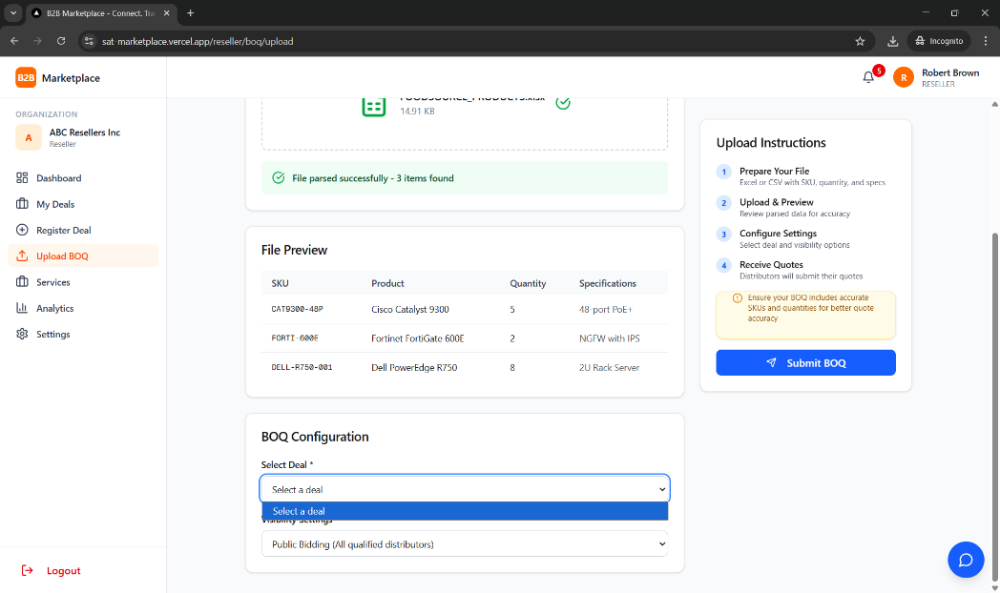 B2B Marketplace - Connect. Tra
sat-marketplace.vercel.app/reseller/boq/upload
Incognito
B2B Marketplace
5
R
Robert Brown
RESELLER
ORGANIZATION
A
ABC Resellers Inc
Reseller
Dashboard
My Deals
Register Deal
Upload BOQ
Services
Analytics
Settings
Logout
FOODSOURCE_PRODUCTS.xlsx
14.91 KB
File parsed successfully - 3 items found
File Preview
SKU Product Quantity Specifications
CAT9300-48P Cisco Catalyst 9300 5 48-port PoE+
FORTI-600E Fortinet FortiGate 600E 2 NGFW with IPS
DELL-R750-001 Dell PowerEdge R750 8 2U Rack Server
BOQ Configuration
Select Deal *
Select a deal
Select a deal
Visibility Settings
Public Bidding (All qualified distributors)
Upload Instructions
1 Prepare Your File
Excel or CSV with SKU, quantity, and specs
2 Upload & Preview
Review parsed data for accuracy
3 Configure Settings
Select deal and visibility options
4 Receive Quotes
Distributors will submit their quotes
Ensure your BOQ includes accurate
SKUs and quantities for better quote
accuracy
Submit BOQ